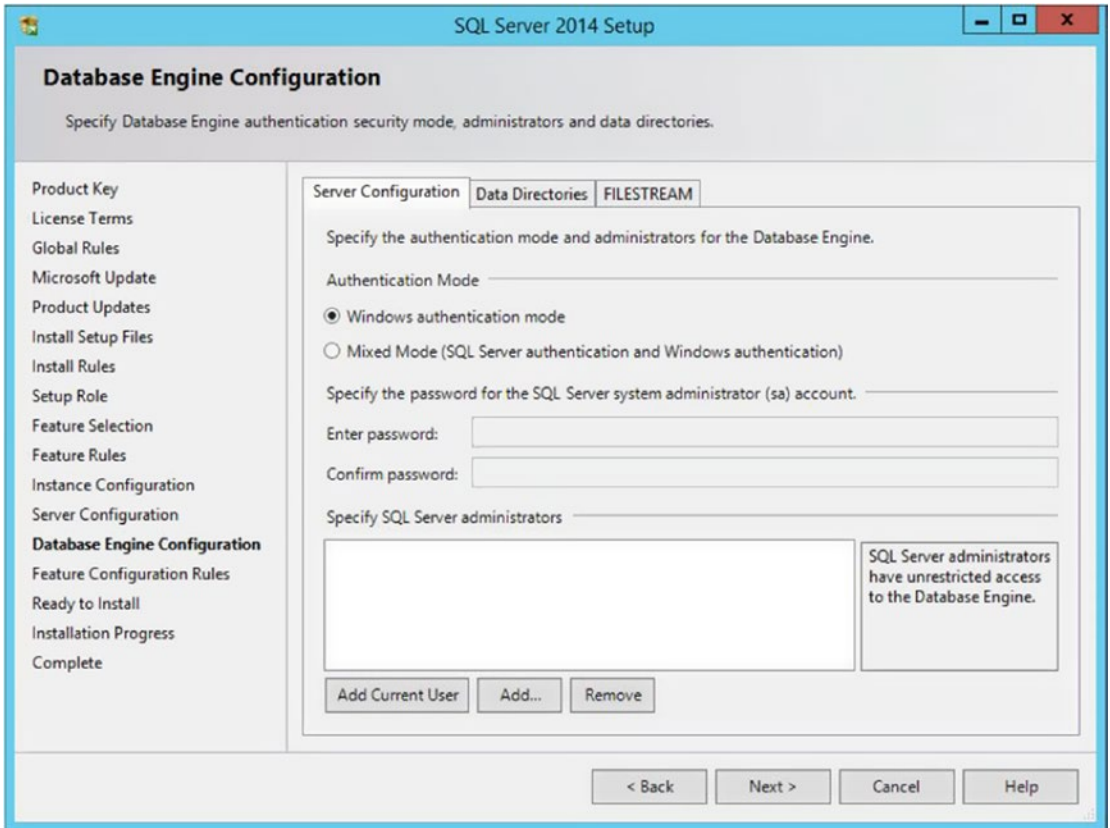 SQL Server 2014 Setup
Database Engine Configuration
Specify Database Engine authentication security mode, administrators and data directories.
Product Key
License Terms
Global Rules
Microsoft Update
Product Updates
Install Setup Files
Install Rules
Setup Role
Feature Selection
Feature Rules
Instance Configuration
Server Configuration
Database Engine Configuration
Feature Configuration Rules
Ready to Install
Installation Progress
Complete
Server Configuration Data Directories FILESTREAM
Specify the authentication mode and administrators for the Database Engine.
Authentication Mode
Windows authentication mode
Mixed Mode (SQL Server authentication and Windows authentication)
Specify the password for the SQL Server system administrator (sa) account.
Enter password:
Confirm password:
Specify SQL Server administrators
SQL Server administrators
have unrestricted access
to the Database Engine.
Add Current User Add... Remove
< Back Next > Cancel Help